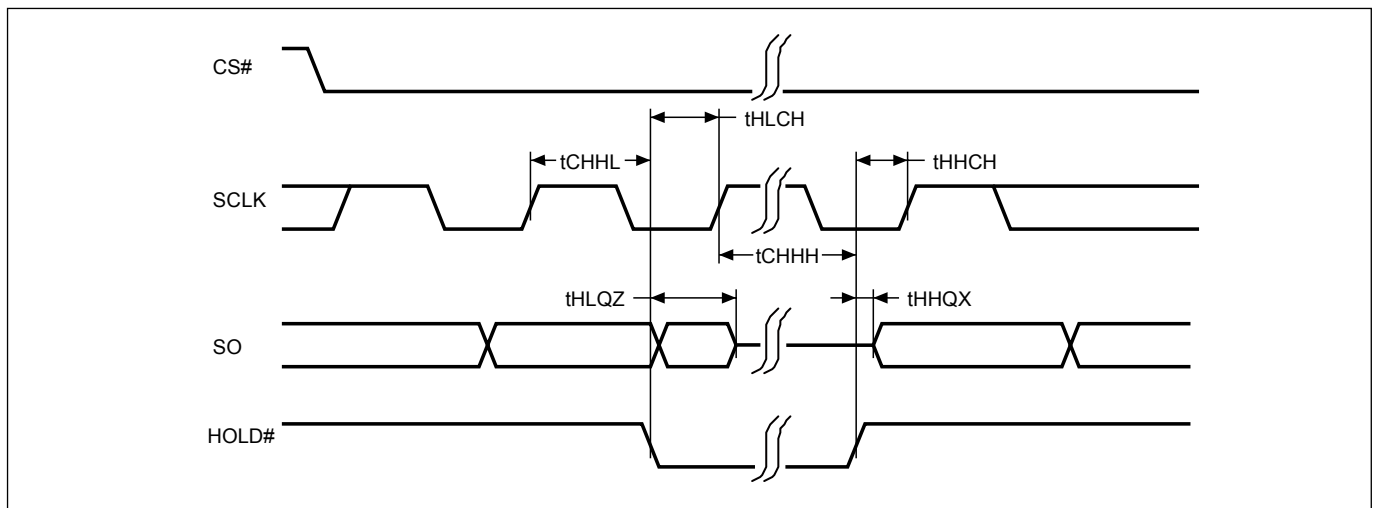 CS#
tHLCH
tCHHL
tHHCH
SCLK
tCHHH
tHLQZ
tHHQX
SO
HOLD#